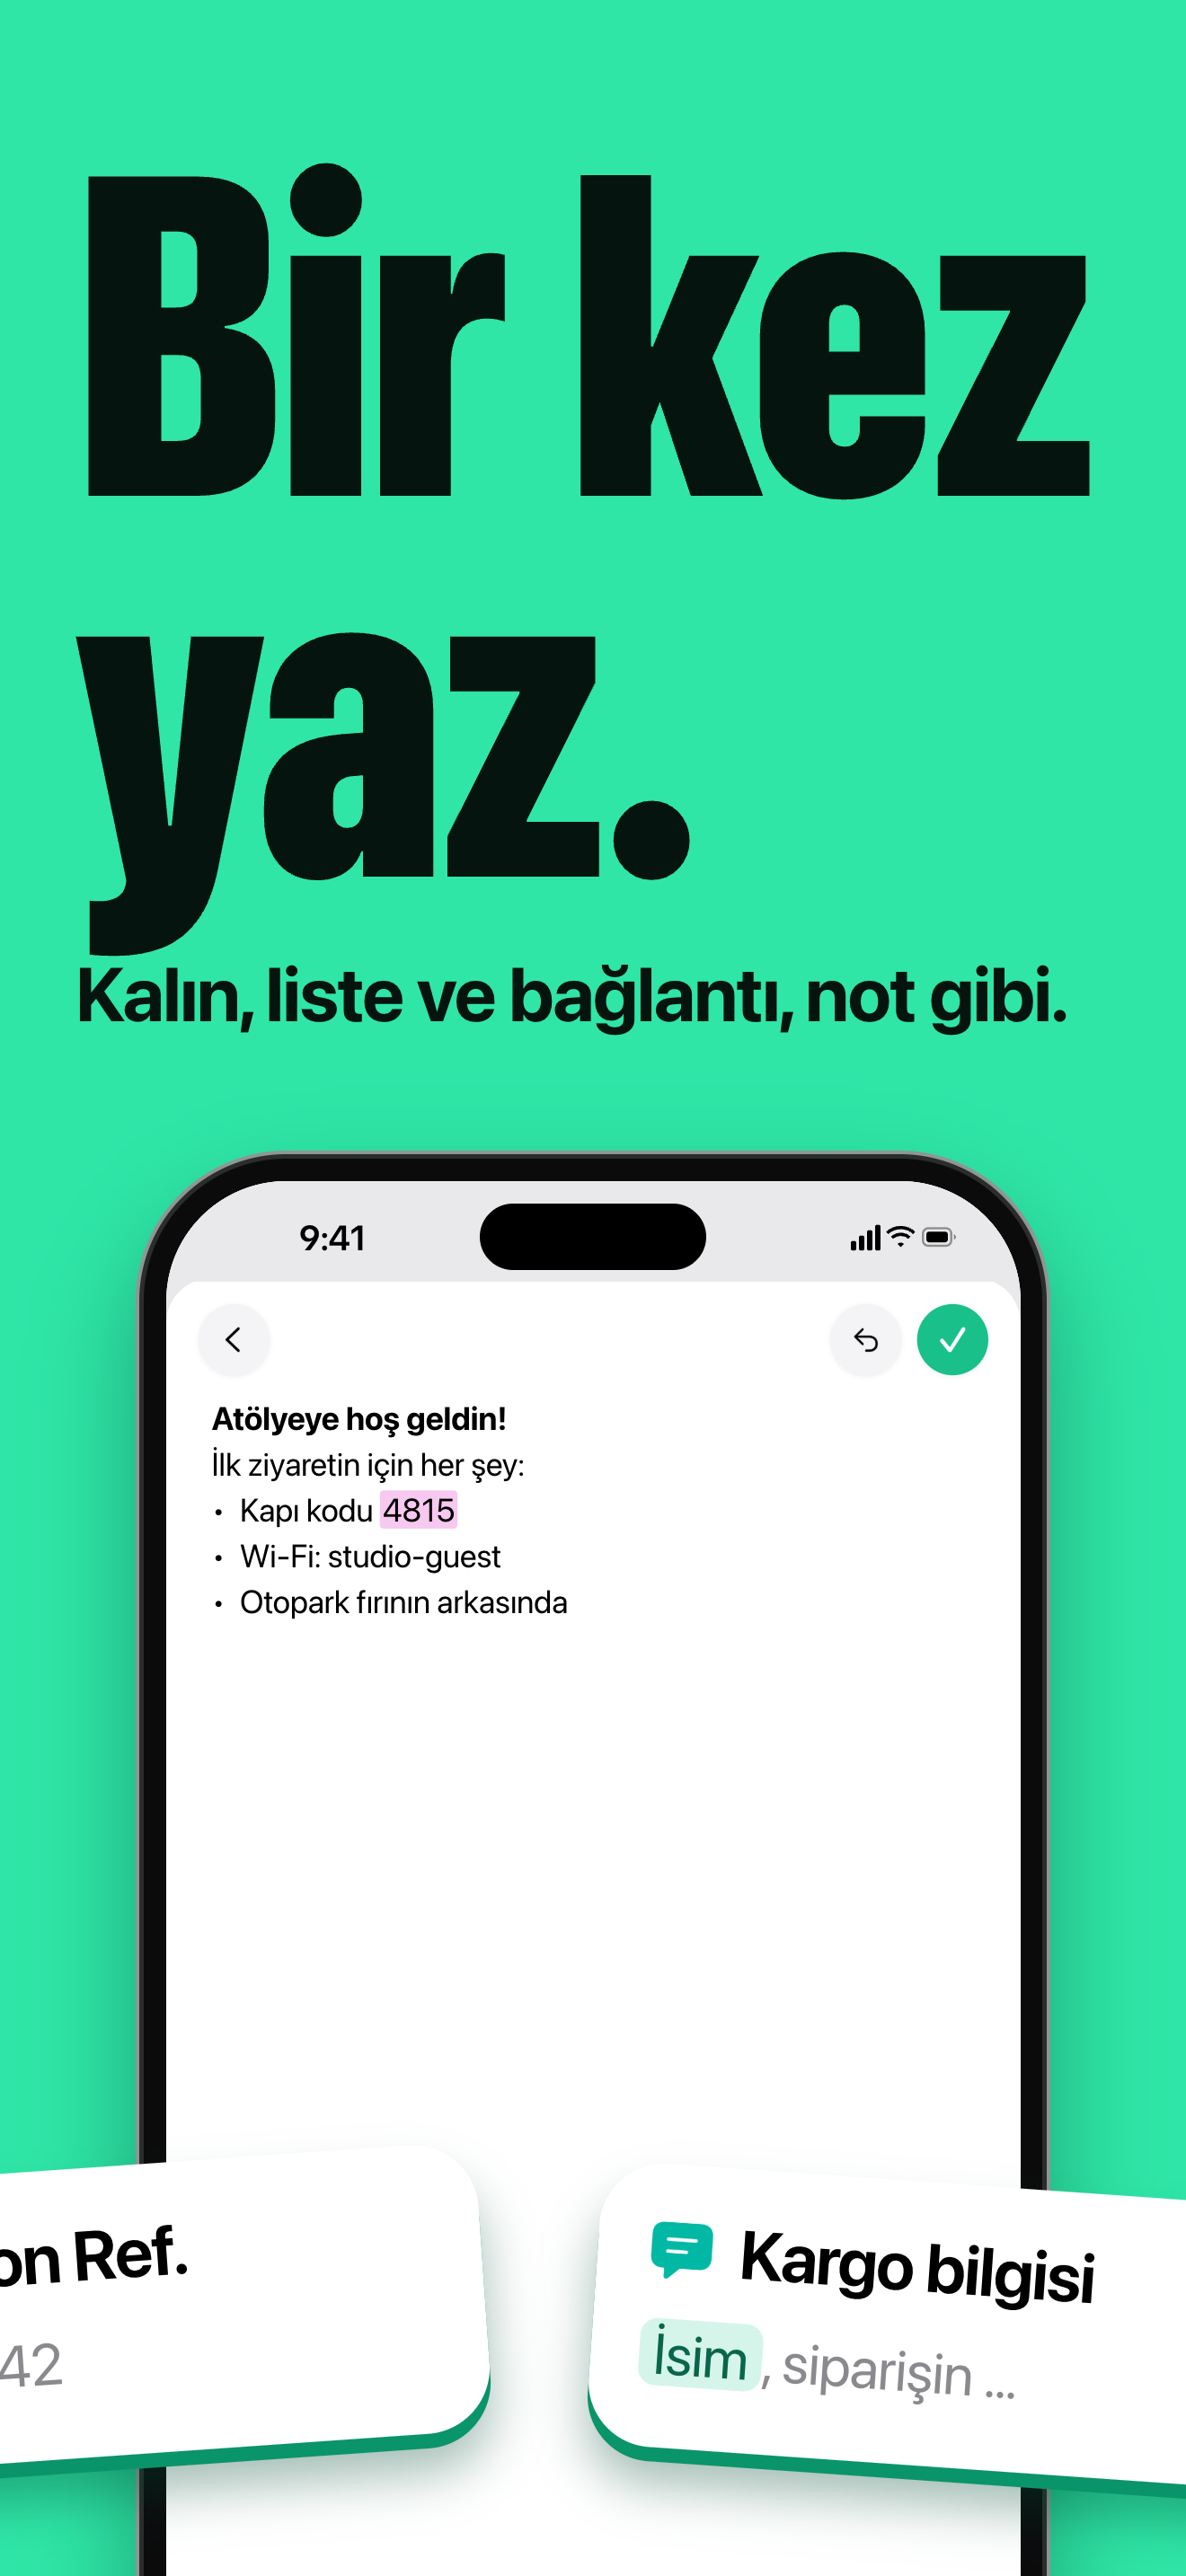 Bir kez
yaz.
Kalın, liste ve bağlantı, not gibi.
9:41
Atölyeye hoş geldin!
İlk ziyaretin için her şey:
• Kapı kodu 4815
• Wi-Fi: studio-guest
• Otopark fırının arkasında
on Ref.
42
Kargo bilgisi
İsim, siparişin ...